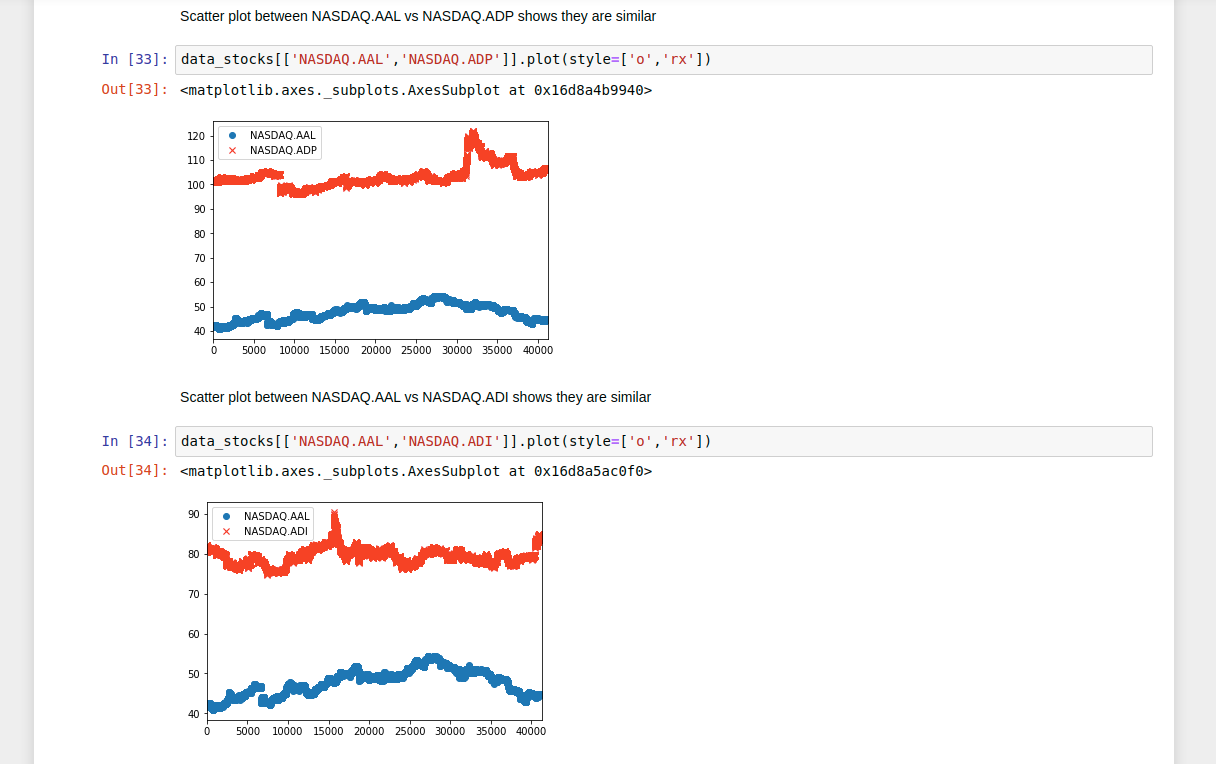 Scatter plot between NASDAQ.AAL vs NASDAQ.ADP shows they are similar
In [33]: data_stocks[['NASDAQ.AAL','NASDAQ.ADP']].plot(style=['o','rx'])
Out[33]: <matplotlib.axes._subplots.AxesSubplot at 0x16d8a4b9940>
NASDAQ.AAL
NASDAQ.ADP
120
110
100
90
80
70
60
50
40
0 5000 10000 15000 20000 25000 30000 35000 40000
Scatter plot between NASDAQ.AAL vs NASDAQ.ADI shows they are similar
In [34]: data_stocks[['NASDAQ.AAL','NASDAQ.ADI']].plot(style=['o','rx'])
Out[34]: <matplotlib.axes._subplots.AxesSubplot at 0x16d8a5ac0f0>
NASDAQ.AAL
NASDAQ.ADI
90
80
70
60
50
40
0 5000 10000 15000 20000 25000 30000 35000 40000